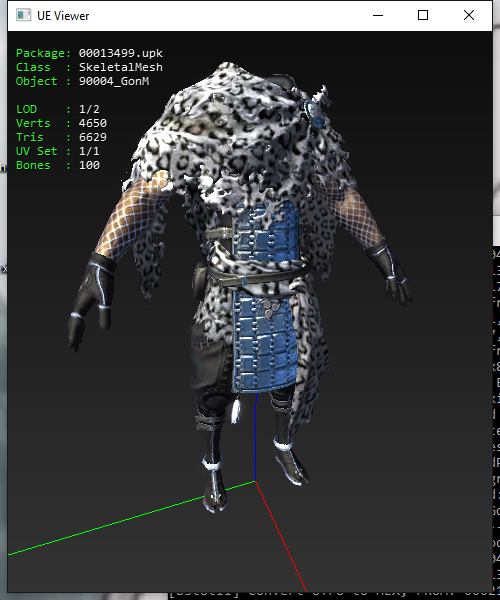 UE Viewer
Package: 00013499.upk
Class : SkeletalMesh
Object : 90004_GonM
LOD : 1/2
Verts : 4650
Tris : 6629
UV Set : 1/1
Bones : 100